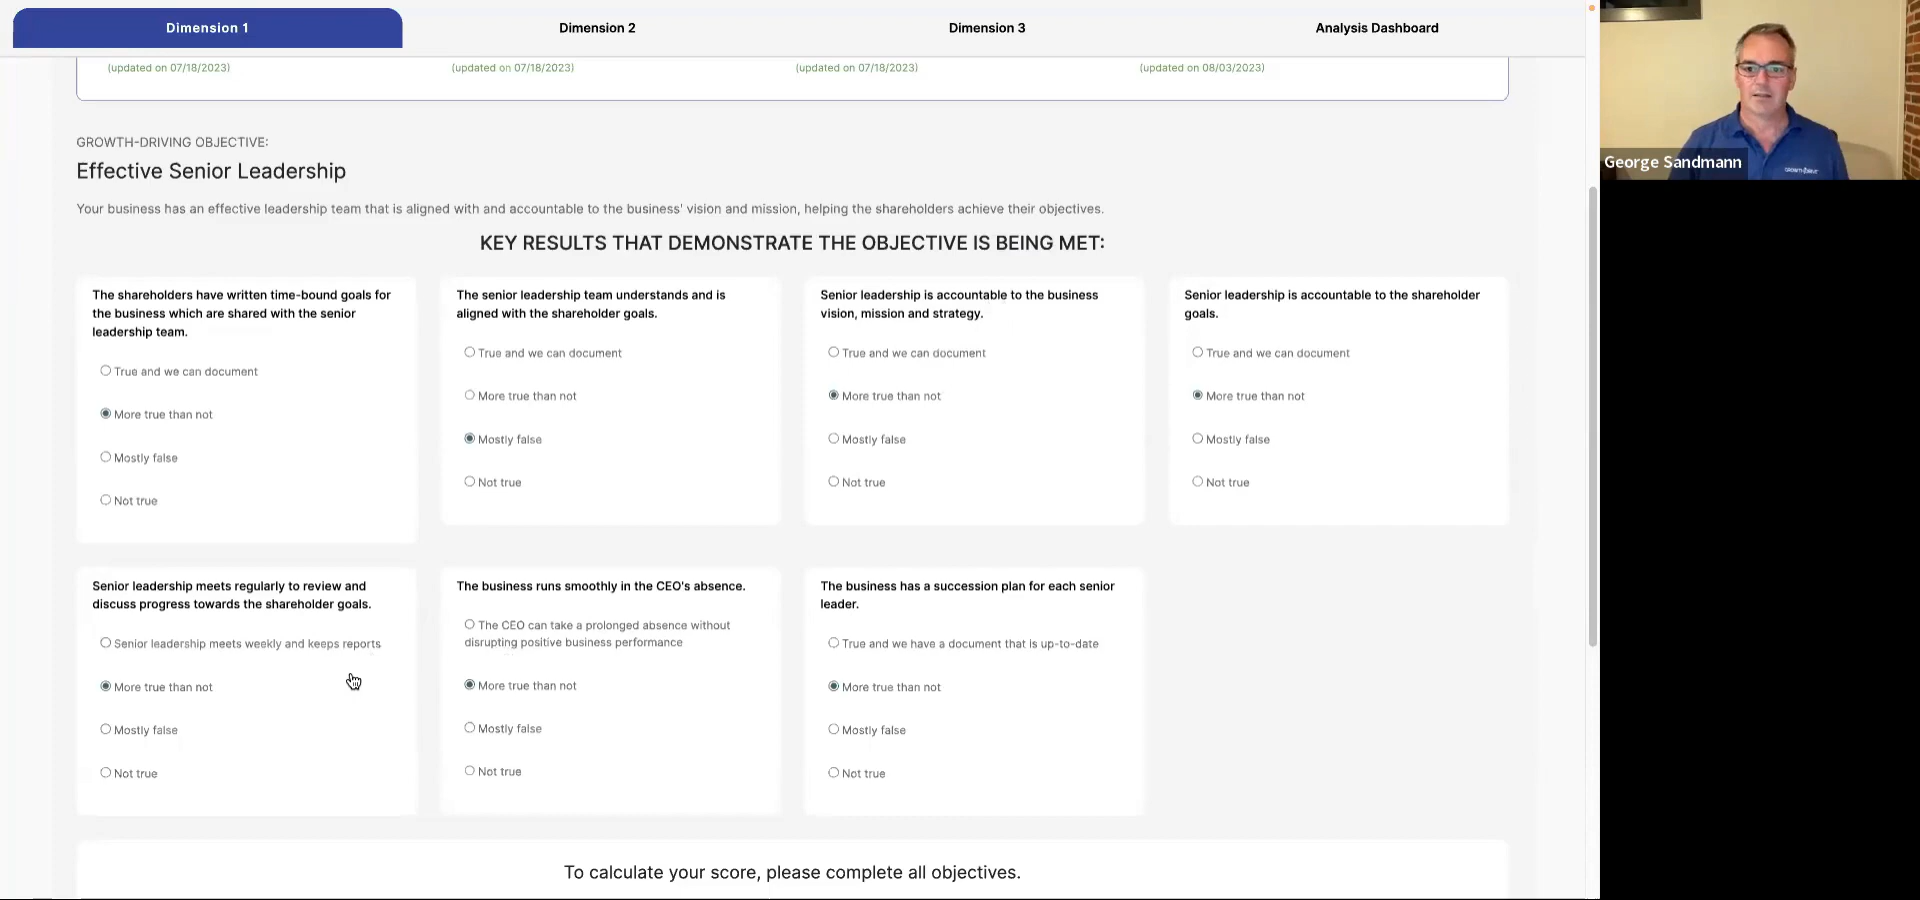 Dimension 1
Dimension 2
Dimension 3
Analysis Dashboard
(updated on 07/18/2023)
(updated on 07/18/2023)
(updated on 07/18/2023)
(updated on 08/03/2023)
GROWTH-DRIVING OBJECTIVE:
Effective Senior Leadership
Your business has an effective leadership team that is aligned with and accountable to the business' vision and mission, helping the shareholders achieve their objectives.
KEY RESULTS THAT DEMONSTRATE THE OBJECTIVE IS BEING MET:
The shareholders have written time-bound goals for
the business which are shared with the senior
leadership team.
True and we can document
More true than not
Mostly false
Not true
The senior leadership team understands and is
aligned with the shareholder goals.
True and we can document
More true than not
Mostly false
Not true
Senior leadership is accountable to the business
vision, mission and strategy.
True and we can document
More true than not
Mostly false
Not true
Senior leadership is accountable to the shareholder
goals.
True and we can document
More true than not
Mostly false
Not true
Senior leadership meets regularly to review and
discuss progress towards the shareholder goals.
Senior leadership meets weekly and keeps reports
More true than not
Mostly false
Not true
The business runs smoothly in the CEO's absence.
The CEO can take a prolonged absence without
disrupting positive business performance
More true than not
Mostly false
Not true
The business has a succession plan for each senior
leader.
True and we have a document that is up-to-date
More true than not
Mostly false
Not true
To calculate your score, please complete all objectives.
George Sandmann